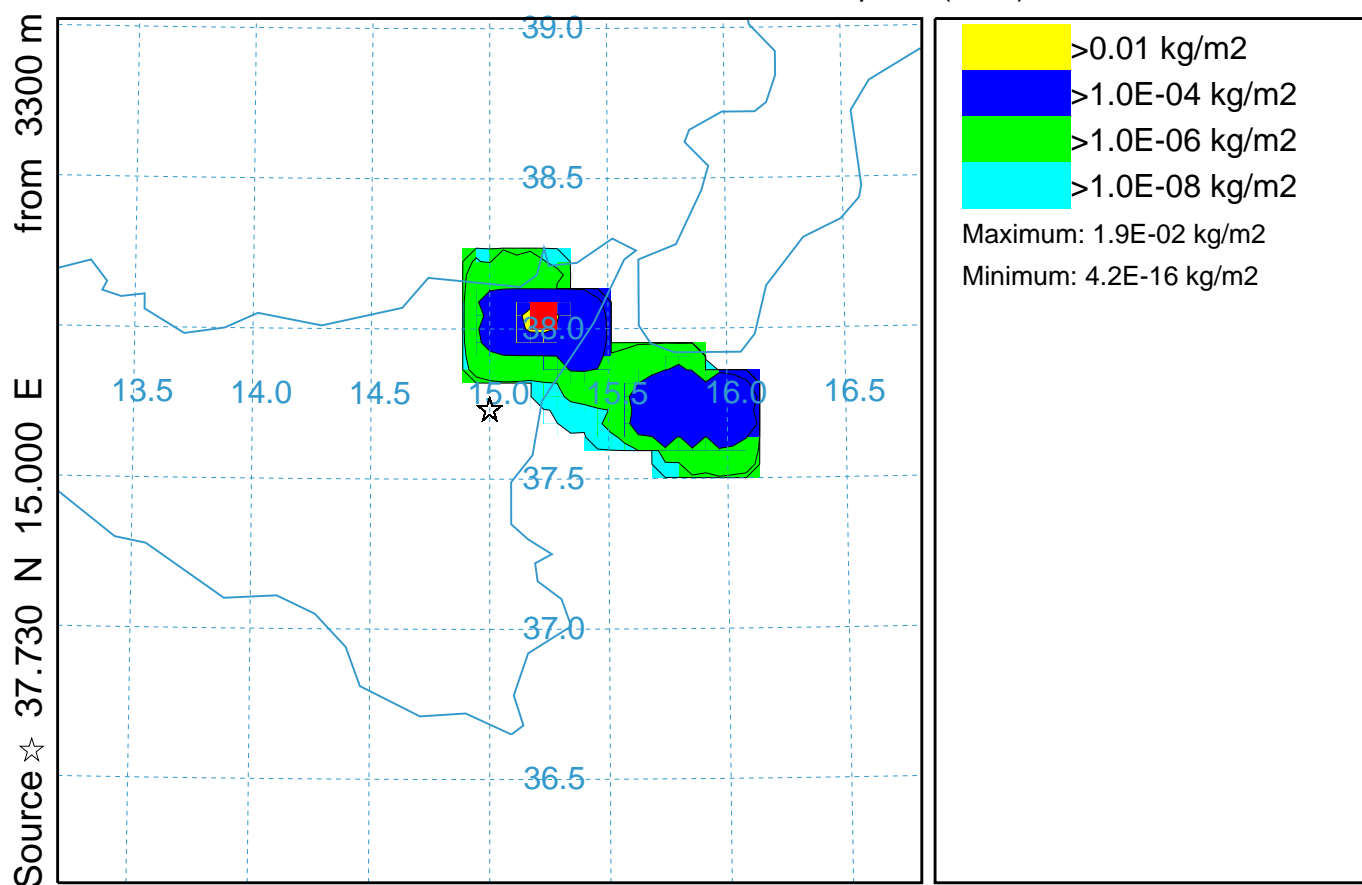 Source ☆ 37.730 N 15.000 E from 3300 m
39.0
38.5
38.0
13.5 14.0 14.5 15.0 15.5 16.0 16.5
37.5
37.0
36.5
>0.01 kg/m2
>1.0E-04 kg/m2
>1.0E-06 kg/m2
>1.0E-08 kg/m2
Maximum: 1.9E-02 kg/m2
Minimum: 4.2E-16 kg/m2